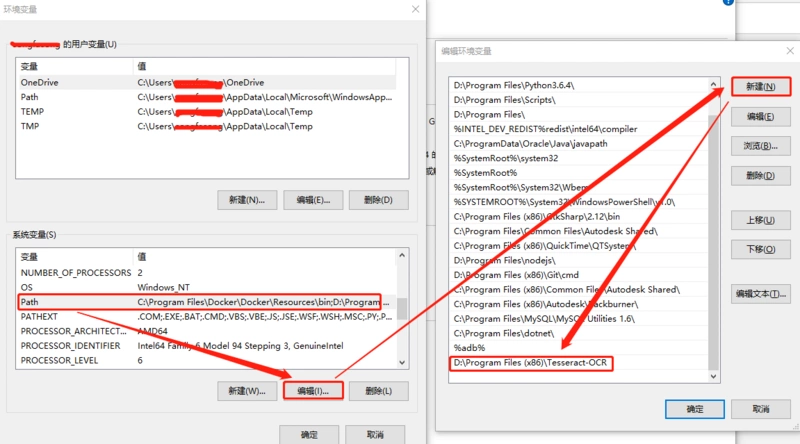 环境变量
的用户变量(U)
变量 值
OneDrive C:\Users\ \OneDrive
Path C:\Users\ \AppData\Local\Microsoft\WindowsApp...
TEMP C:\Users\ \AppData\Local\Temp
TMP C:\Users\ \AppData\Local\Temp
新建(N)... 编辑(E)... 删除(D)
系统变量(S)
变量 值
NUMBER_OF_PROCESSORS 2
OS Windows_NT
Path C:\Program Files\Docker\Docker\Resources\bin;D:\Program ...
PATHEXT .COM;.EXE;.BAT;.CMD;.VBS;.VBE;.JS;.JSE;.WSF;.WSH;.MSC;.PY;.P...
PROCESSOR_ARCHITECT... AMD64
PROCESSOR_IDENTIFIER Intel64 Family 6 Model 94 Stepping 3, GenuineIntel
PROCESSOR_LEVEL 6
新建(W)... 编辑(I)... 删除(L)
确定 取消
编辑环境变量
D:\Program Files\Python3.6.4\
D:\Program Files\Scripts\
D:\Program Files\
%INTEL_DEV_REDIST%redist\intel64\compiler
C:\ProgramData\Oracle\Java\javapath
%SystemRoot%\system32
%SystemRoot%
%SystemRoot%\System32\Wbem
%SYSTEMROOT%\System32\WindowsPowerShell\v1.0\
C:\Program Files (x86)\GtkSharp\2.12\bin
C:\Program Files\Common Files\Autodesk Shared\
C:\Program Files (x86)\QuickTime\QTSystem\
D:\Program Files\nodejs\
D:\Program Files (x86)\Git\cmd
C:\Program Files (x86)\Common Files\Autodesk Shared\
C:\Program Files (x86)\Autodesk\Backburner\
C:\Program Files\MySQL\MySQL Utilities 1.6\
C:\Program Files\dotnet\
%adb%
D:\Program Files (x86)\Tesseract-OCR
新建(N)
编辑(E)
浏览(B)...
删除(D)
上移(U)
下移(O)
编辑文本(T)...
确定 取消